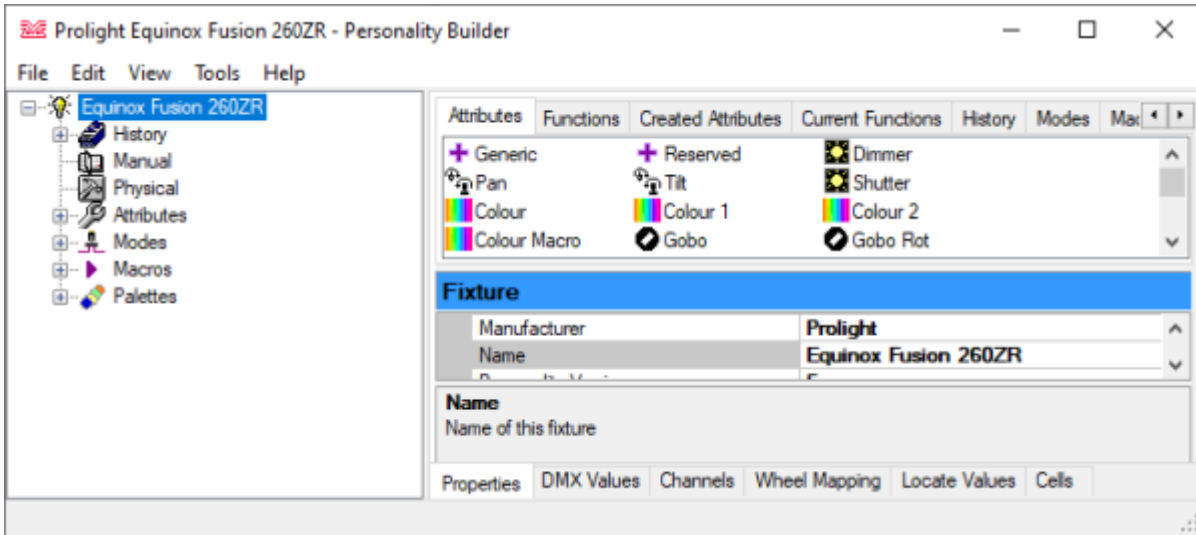 Prolight Equinox Fusion 260ZR - Personality Builder
File Edit View Tools Help
Equinox Fusion 260ZR
History
Manual
Physical
Attributes
Modes
Macros
Palettes
Attributes Functions Created Attributes Current Functions History Modes Mac
Generic Reserved Dimmer
Pan Tilt Shutter
Colour Colour 1 Colour 2
Colour Macro Gobo Gobo Rot
Fixture
Manufacturer Prolight
Name Equinox Fusion 260ZR
Name
Name of this fixture
Properties DMX Values Channels Wheel Mapping Locate Values Cells